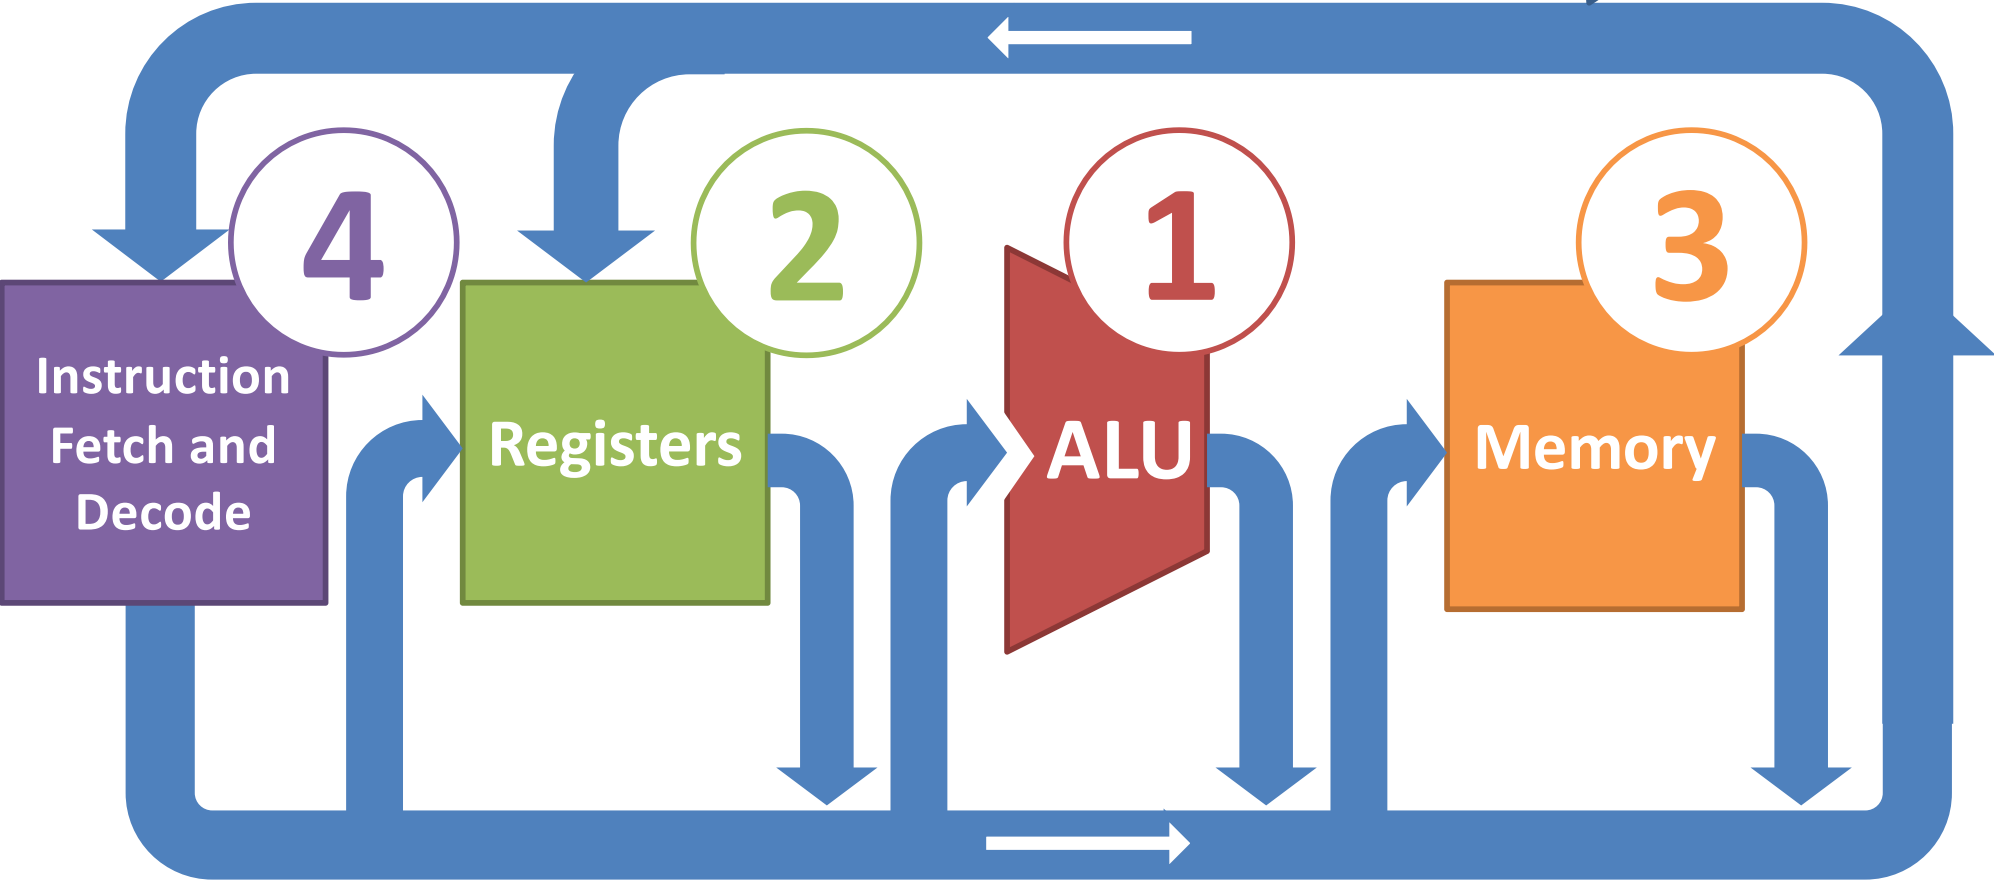 4
Instruction
Fetch and
Decode
2
Registers
1
ALU
3
Memory